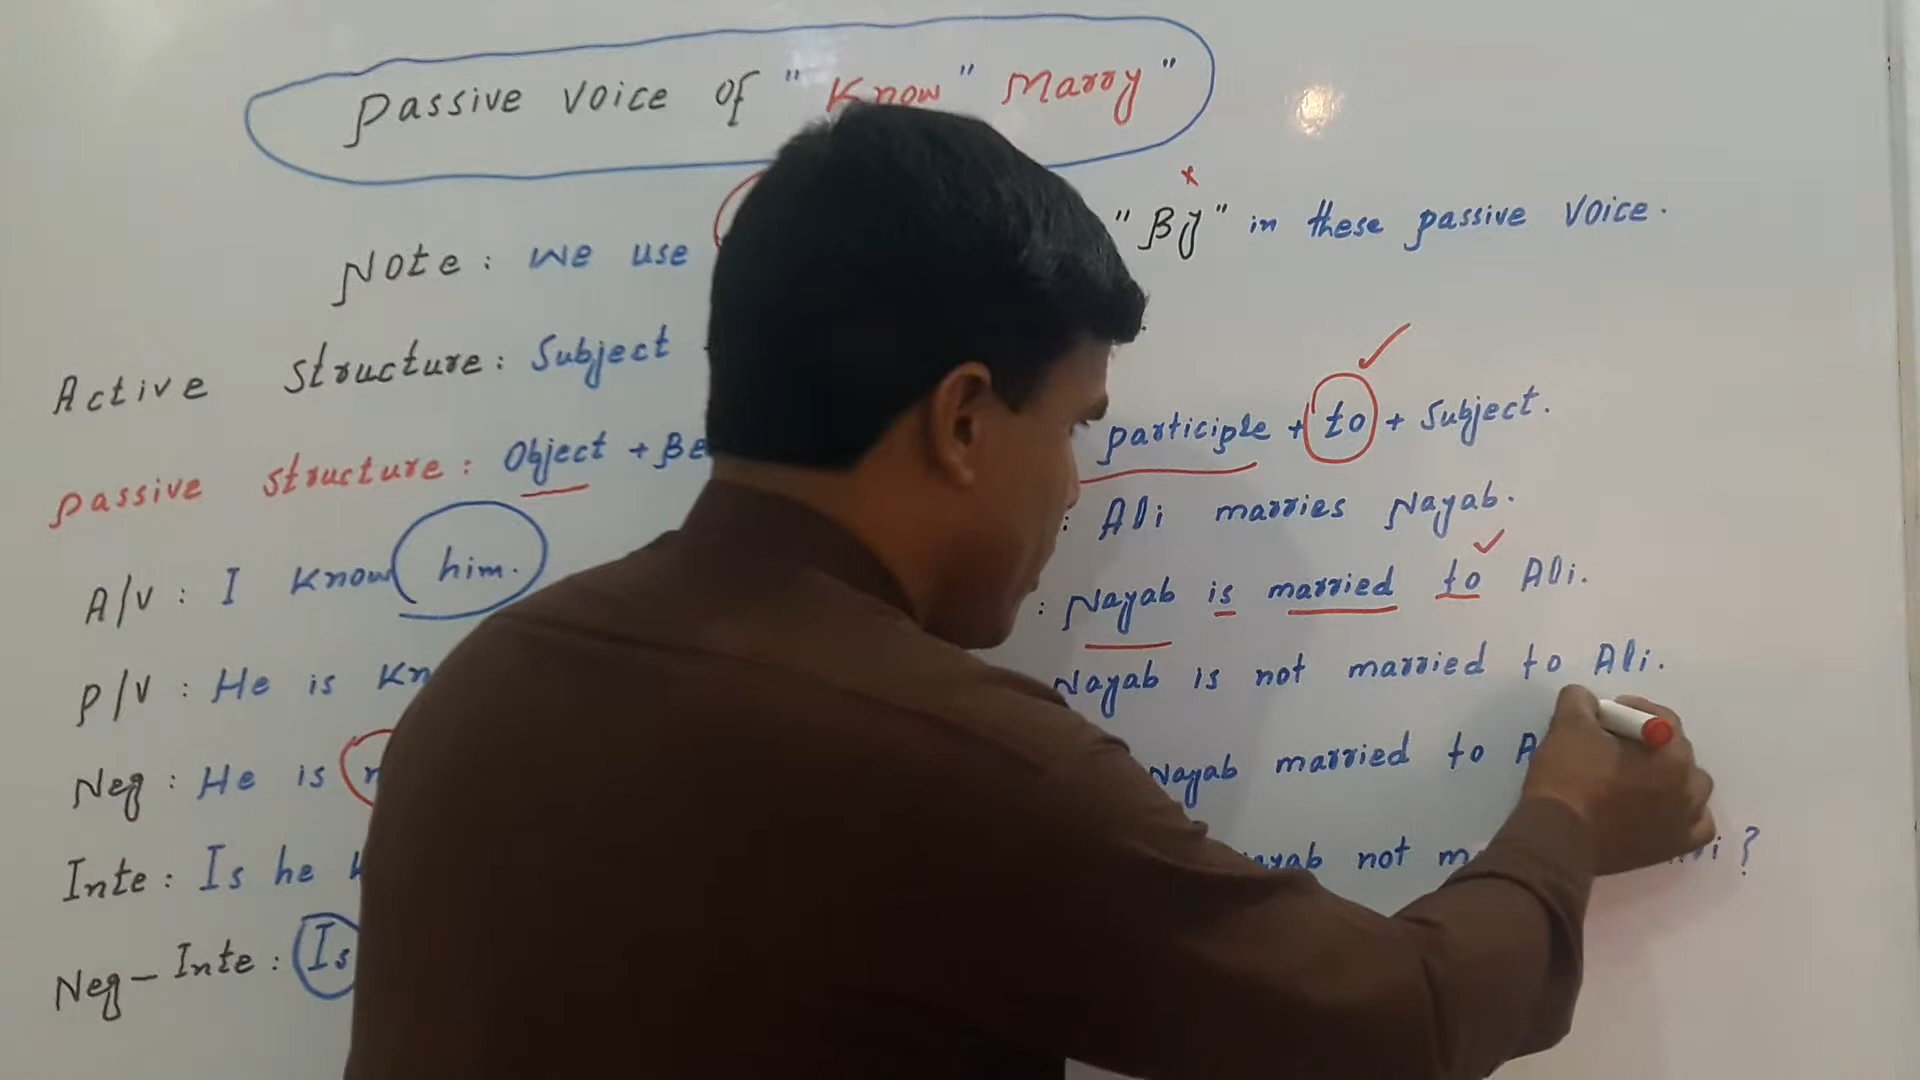 Passive Voice of "Know" Marry"
Note: We use "By" in these passive voice.
Active structure: Subject
Passive structure: Object + Be participle + to + Subject.
A/V: I know him.
: Ali marries Nayab.
P/V: He is
: Nayab is married to Ali.
Neg: He is
Nayab is not married to Ali.
Inte: Is he
Nayab married to
Neg-Inte: Is
not ?